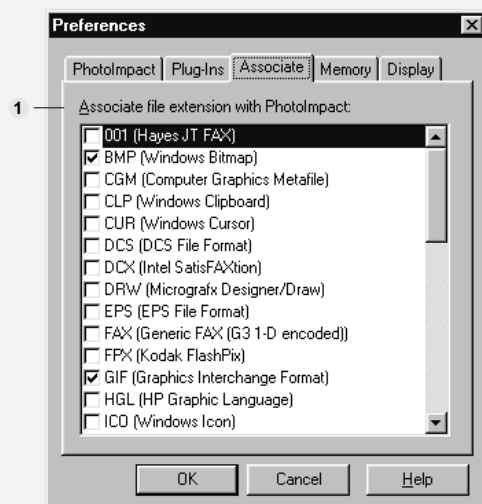 Preferences
PhotoImpact Plug-Ins Associate Memory Display
1
Associate file extension with PhotoImpact:
001 (Hayes JT FAX)
BMP (Windows Bitmap)
CGM (Computer Graphics Metafile)
CLP (Windows Clipboard)
CUR (Windows Cursor)
DCS (DCS File Format)
DCX (Intel SatisFAXtion)
DRW (Micrografx Designer/Draw)
EPS (EPS File Format)
FAX (Generic FAX (G3 1-D encoded))
FPX (Kodak FlashPix)
GIF (Graphics Interchange Format)
HGL (HP Graphic Language)
ICO (Windows Icon)
OK Cancel Help